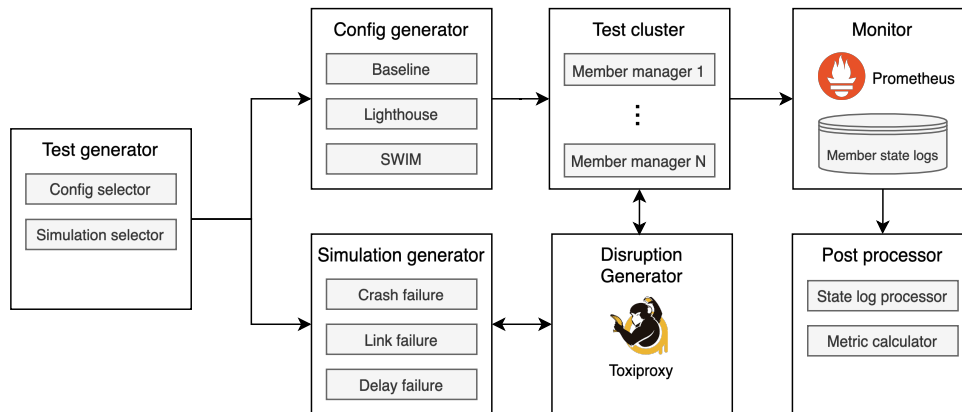 Test generator
Config selector
Simulation selector
Config generator
Baseline
Lighthouse
SWIM
Simulation generator
Crash failure
Link failure
Delay failure
Test cluster
Member manager 1
Member manager N
Disruption
Generator
Toxiproxy
Monitor
Prometheus
Member state logs
Post processor
State log processor
Metric calculator